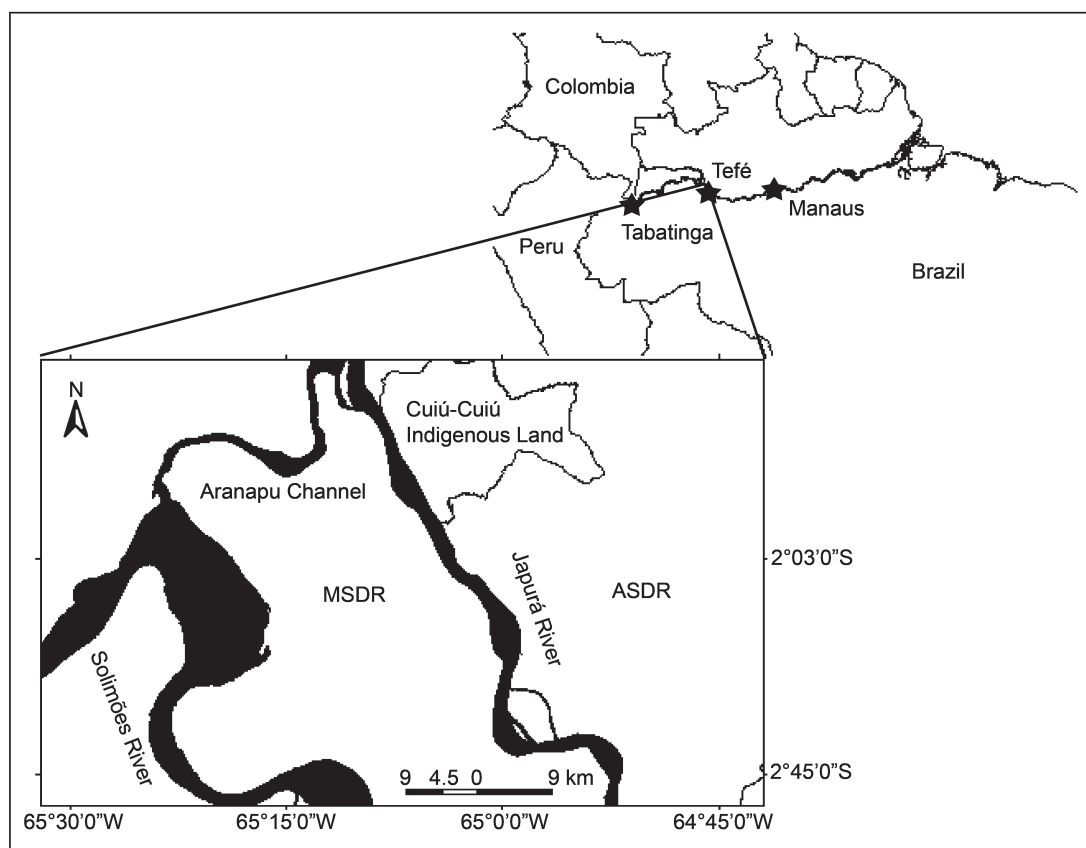 Colombia
Tefé
Manaus
Tabatinga
Peru
Brazil
N
Cuiú-Cuiú
Indigenous Land
Aranapu Channel
2°03’0”S
Japurá River
MSDR
ASDR
Solimões River
2°45’0”S
9 4.5 0 9 km
65°30’0”W 65°15’0”W 65°0’0”W 64°45’0”W